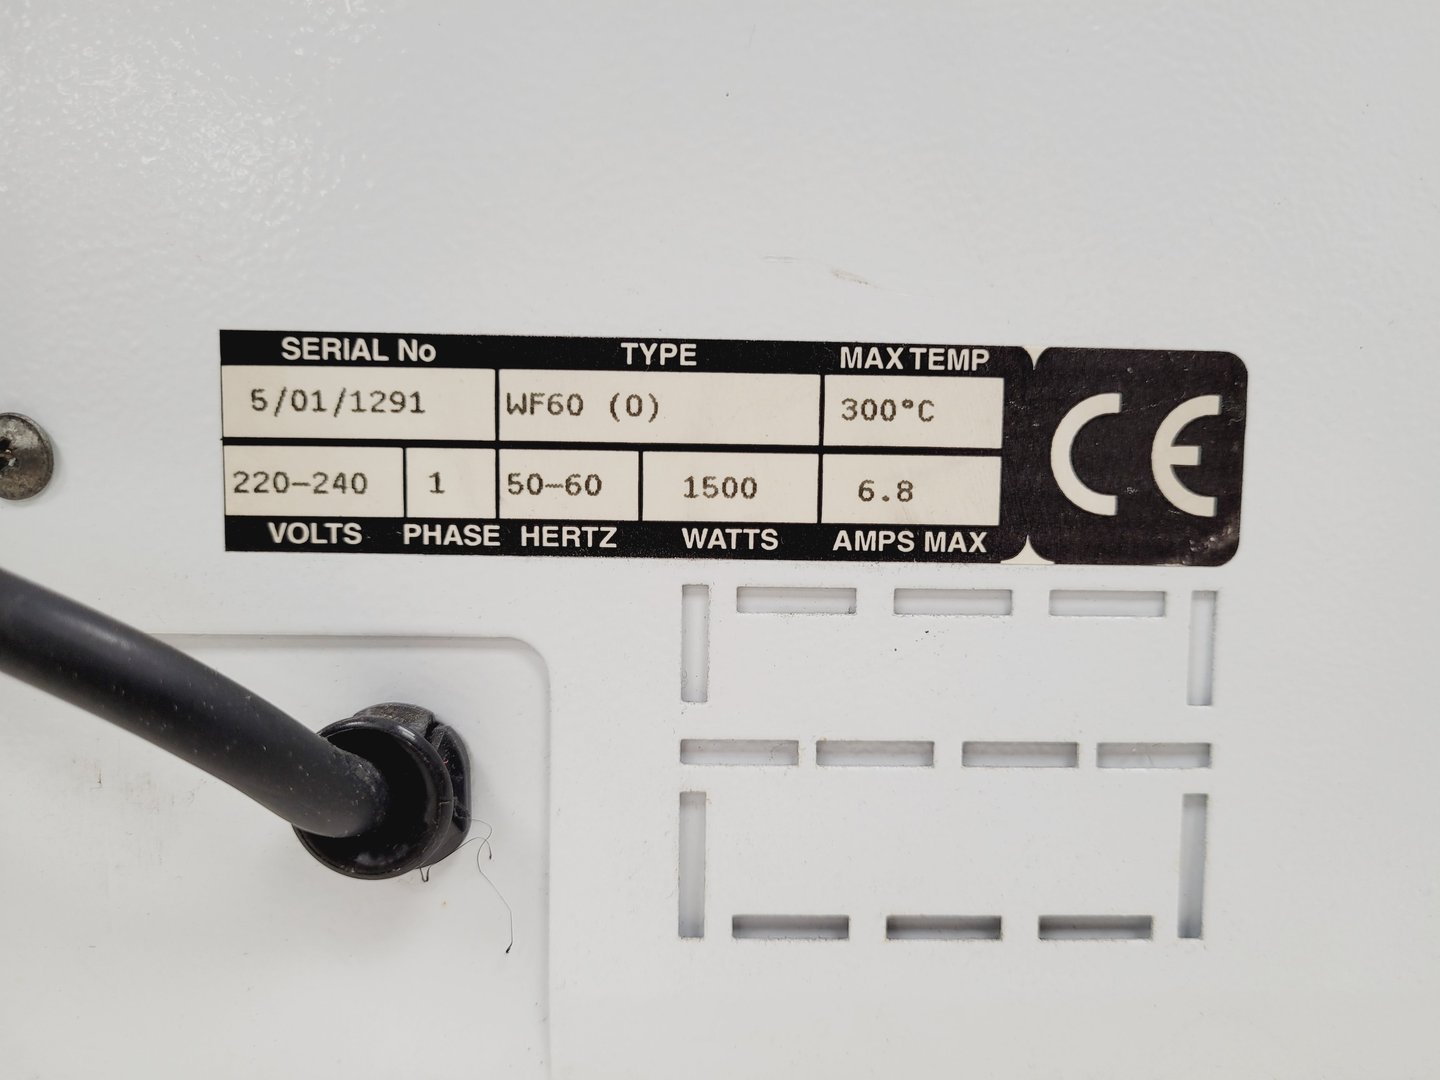 SERIAL No TYPE MAX TEMP
5/01/1291 WF60 (0) 300°C
CE
220-240 1 50-60 1500 6.8
VOLTS PHASE HERTZ WATTS AMPS MAX